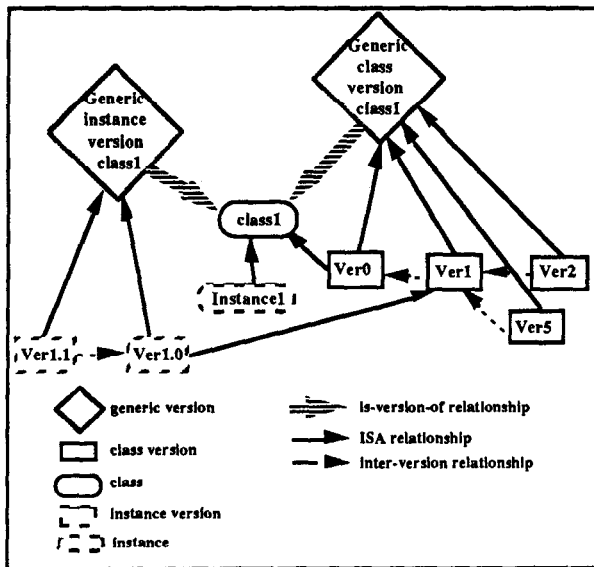 Generic
class
version
class1
Generic
instance
version
class1
class1
Ver0
Ver1
Ver2
Instance1
Ver5
Ver1.1
Ver1.0
generic version
is-version-of relationship
class version
ISA relationship
inter-version relationship
class
instance version
instance